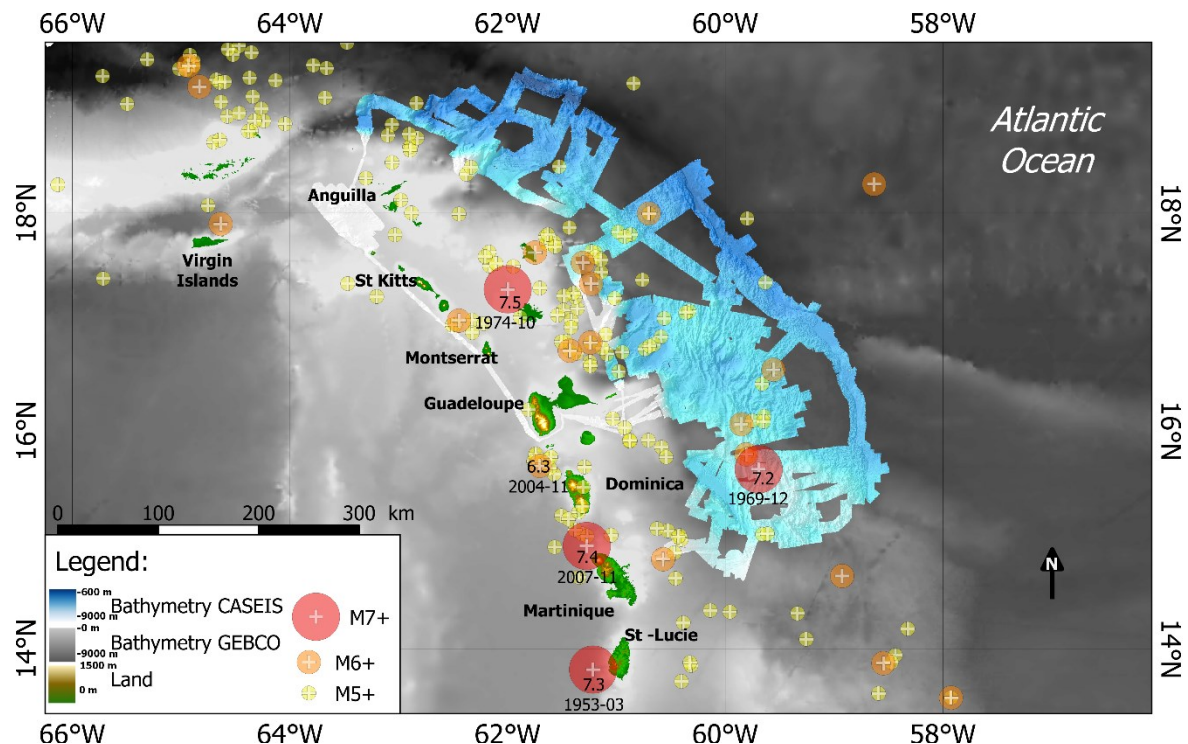 66°W 64°W 62°W 60°W 58°W
Atlantic
Ocean
18°N
18°N
Anguilla
Virgin
Islands
St Kitts
7.5
1974-10
Montserrat
Guadeloupe
16°N
16°N
6.3
2004-11
Dominica
7.2
1969-12
0 100 200 300 km
7.4
2007-11
N
Martinique
St -Lucie
14°N
14°N
7.3
1953-03
Legend:
-600 m
Bathymetry CASEIS
-9000 m
-0 m
Bathymetry GEBCO
-9000 m
1500 m
Land
0 m
M7+
M6+
M5+
66°W 64°W 62°W 60°W 58°W